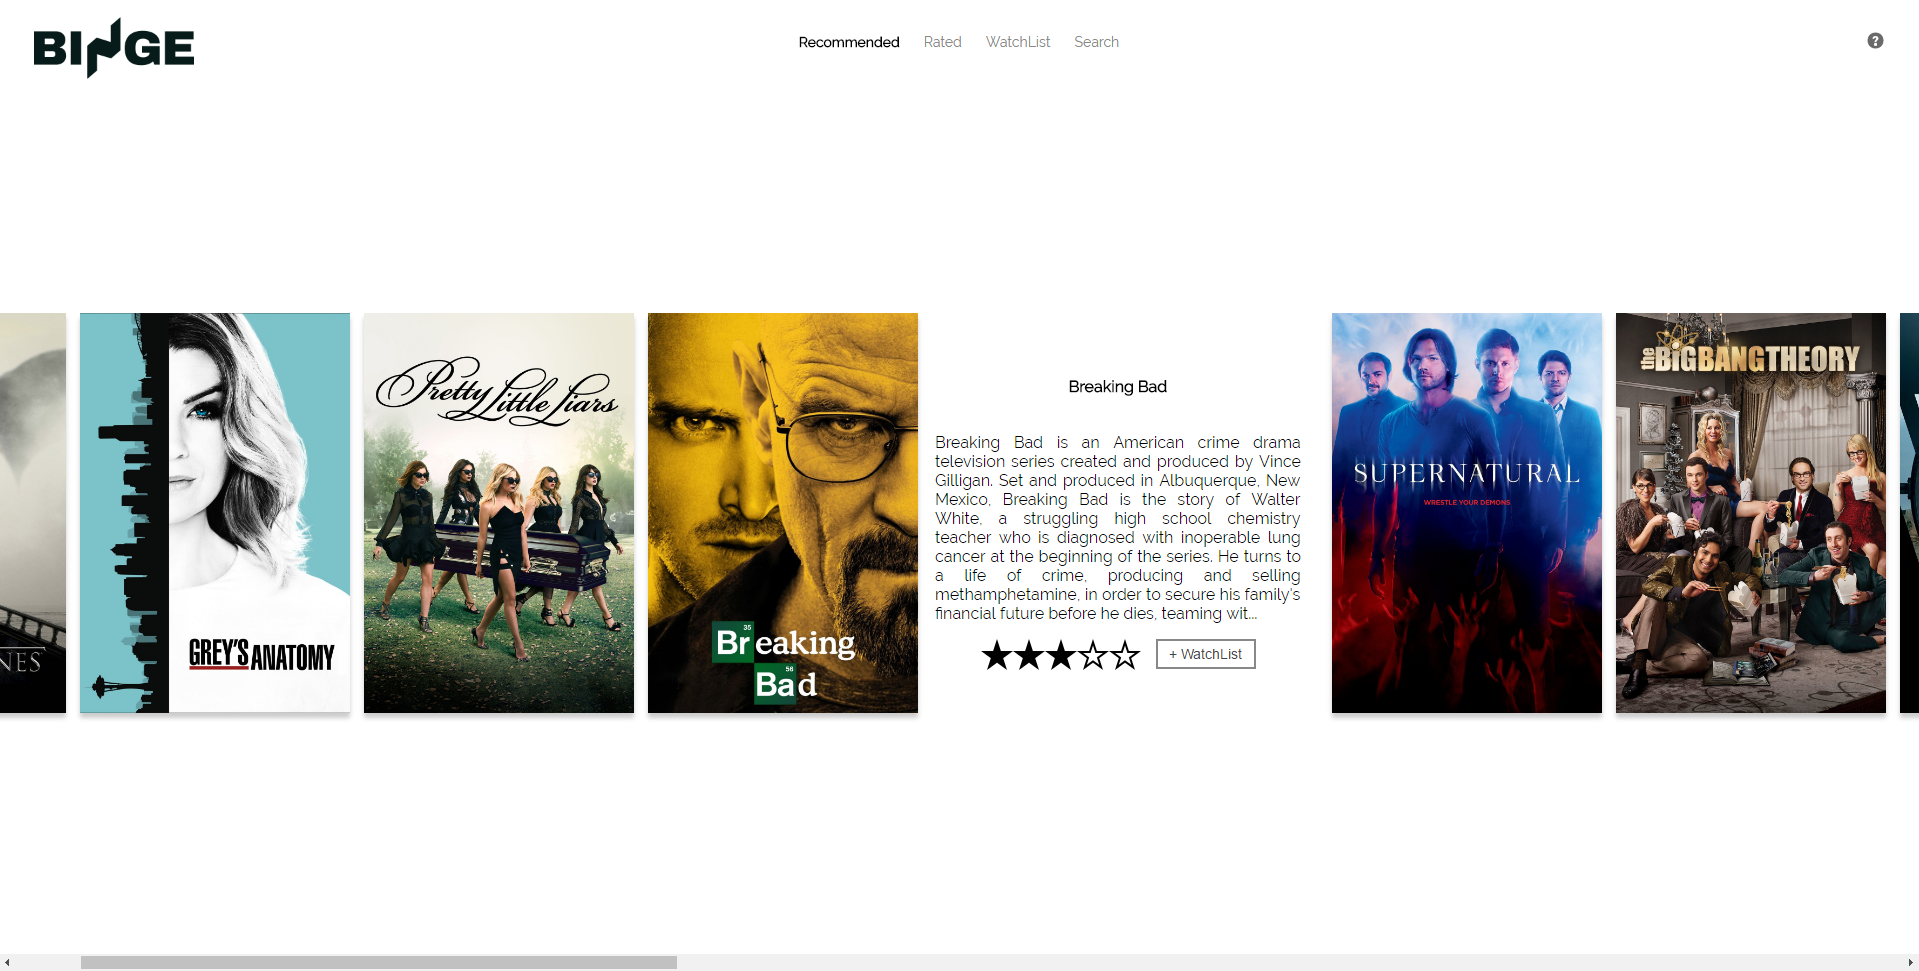 BINGE
Recommended
Rated
WatchList
Search
?
NES
GREY'S ANATOMY
Pretty Little Liars
35
Breaking
56
Bad
Breaking Bad
Breaking Bad is an American crime drama
television series created and produced by Vince
Gilligan. Set and produced in Albuquerque, New
Mexico, Breaking Bad is the story of Walter
White, a struggling high school chemistry
teacher who is diagnosed with inoperable lung
cancer at the beginning of the series. He turns to
a life of crime, producing and selling
methamphetamine, in order to secure his family's
financial future before he dies, teaming wit...
+ WatchList
SUPERNATURAL
WRESTLE YOUR DEMONS
the BIGBANGTHEORY